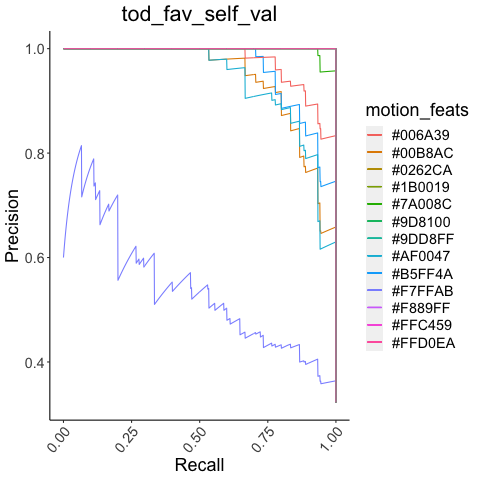 tod_fav_self_val
Precision
1.0
0.8
0.6
0.4
0.00
0.25
0.50
0.75
1.00
Recall
motion_feats
#006A39
#00B8AC
#0262CA
#1B0019
#7A008C
#9D8100
#9DD8FF
#AF0047
#B5FF4A
#F7FFAB
#F889FF
#FFC459
#FFD0EA